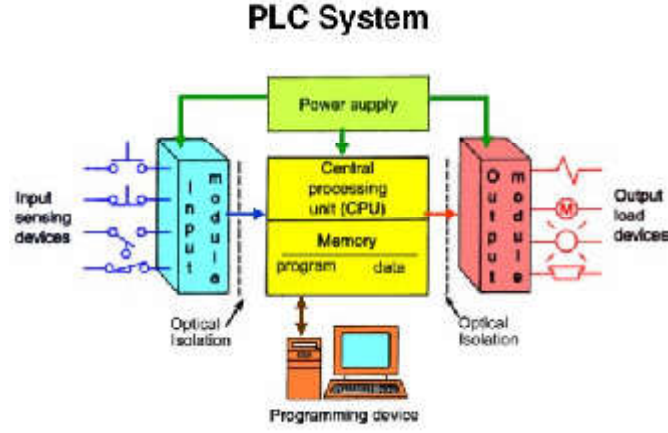 PLC System
Power supply
Input
sensing
devices
Input
module
Central
processing
unit (CPU)
Memory
program data
Output
module
M
Output
load
devices
Optical
Isolation
Optical
Isolation
Programming device